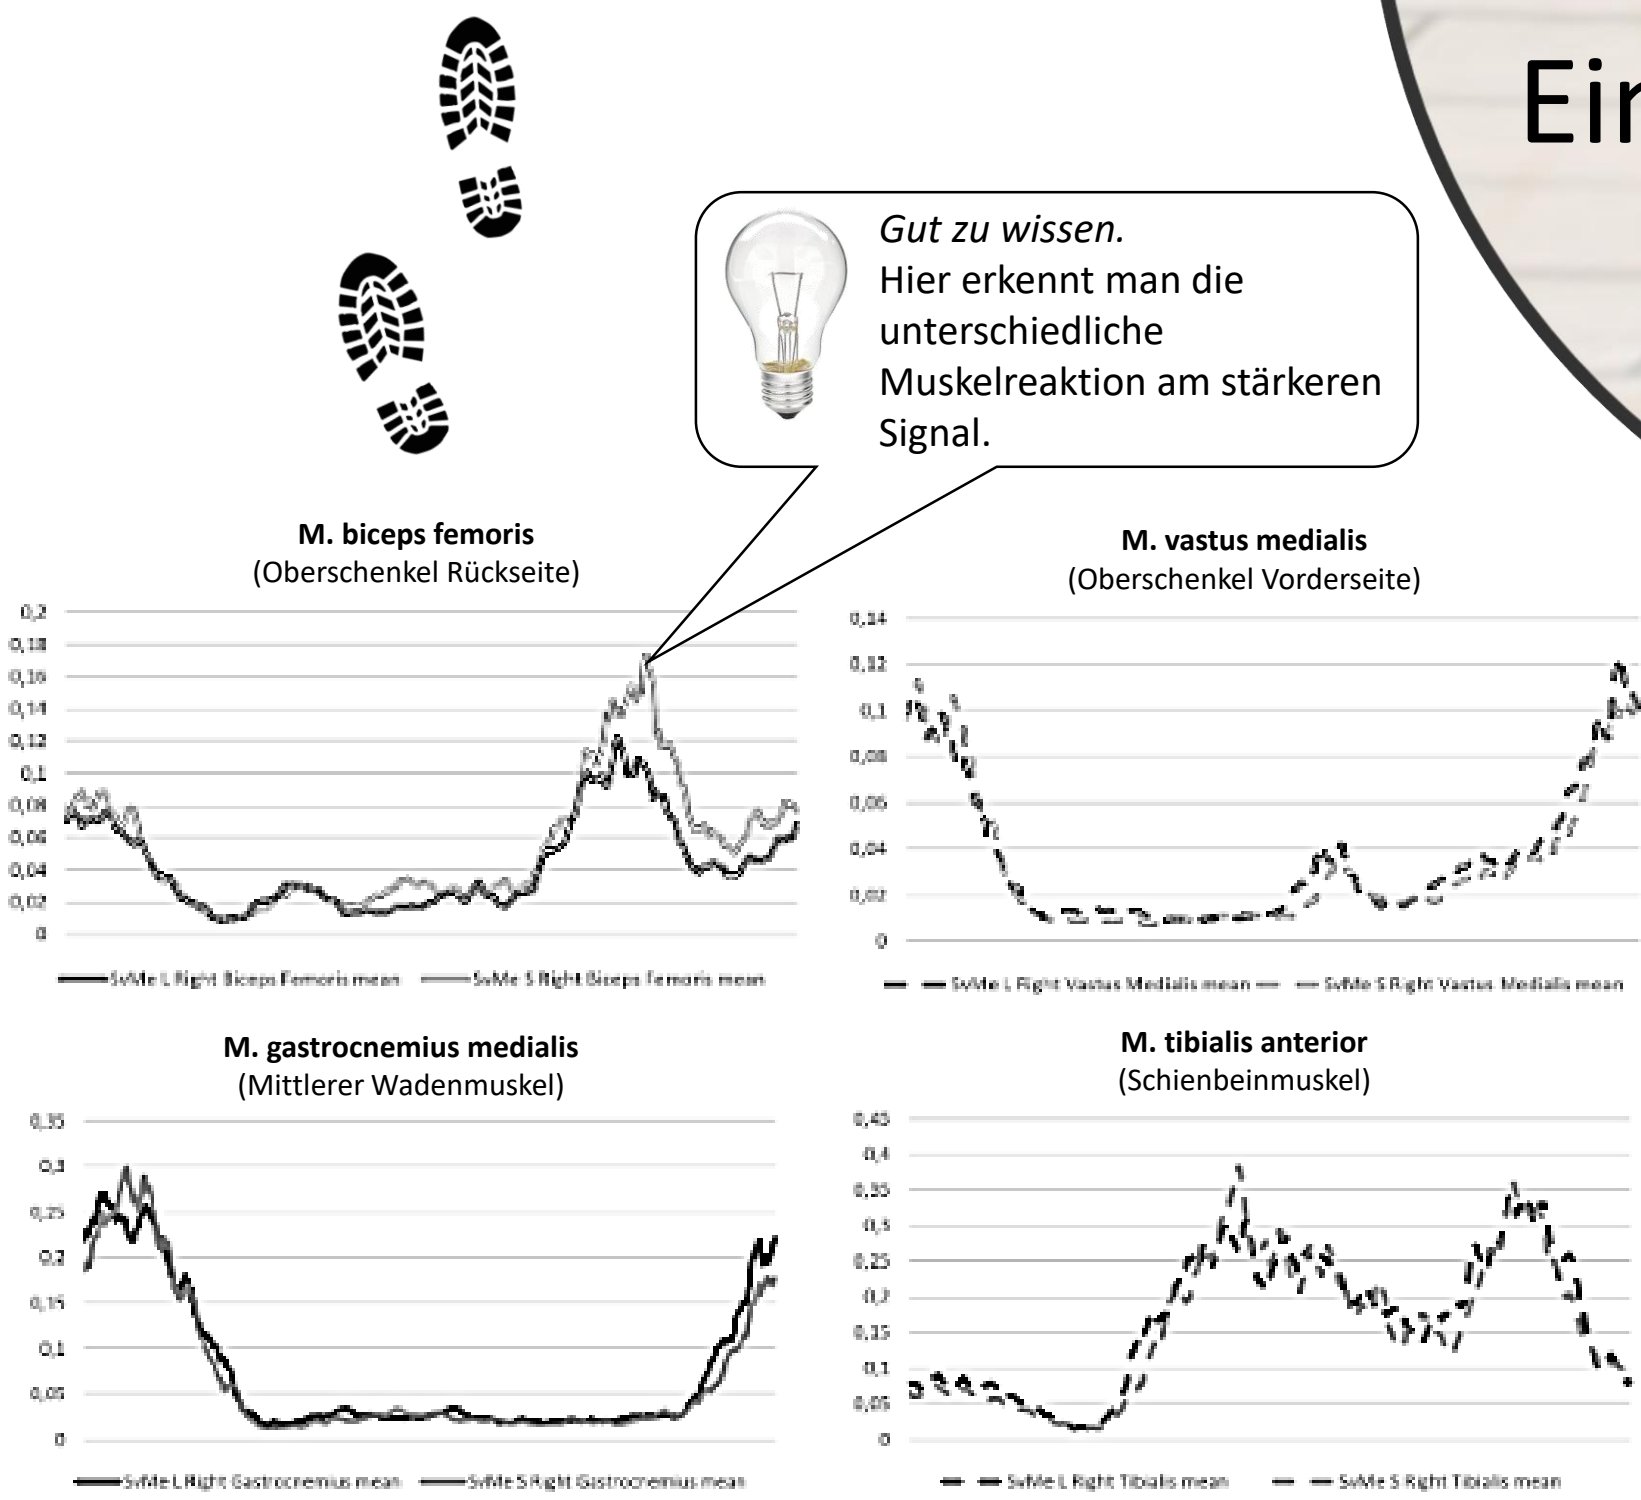 Ein
Gut zu wissen.
Hier erkennt man die
unterschiedliche
Muskelreaktion am stärkeren
Signal.
M. biceps femoris
(Oberschenkel Rückseite)
0,2
0,18
0,16
0,14
0,12
0,1
0,08
0,06
0,04
0,02
0
SvMe L Right Biceps Femoris mean
SvMe S Right Biceps Femoris mean
M. vastus medialis
(Oberschenkel Vorderseite)
0,14
0,12
0,1
0,08
0,06
0,04
0,02
0
SvMe L Right Vastus Medialis mean
SvMe S Right Vastus Medialis mean
M. gastrocnemius medialis
(Mittlerer Wadenmuskel)
0,35
0,3
0,25
0,2
0,15
0,1
0,05
0
SvMe L Right Gastrocnemius mean
SvMe S Right Gastrocnemius mean
M. tibialis anterior
(Schienbeinmuskel)
0,45
0,4
0,35
0,3
0,25
0,2
0,15
0,1
0,05
0
SvMe L Right Tibialis mean
SvMe S Right Tibialis mean